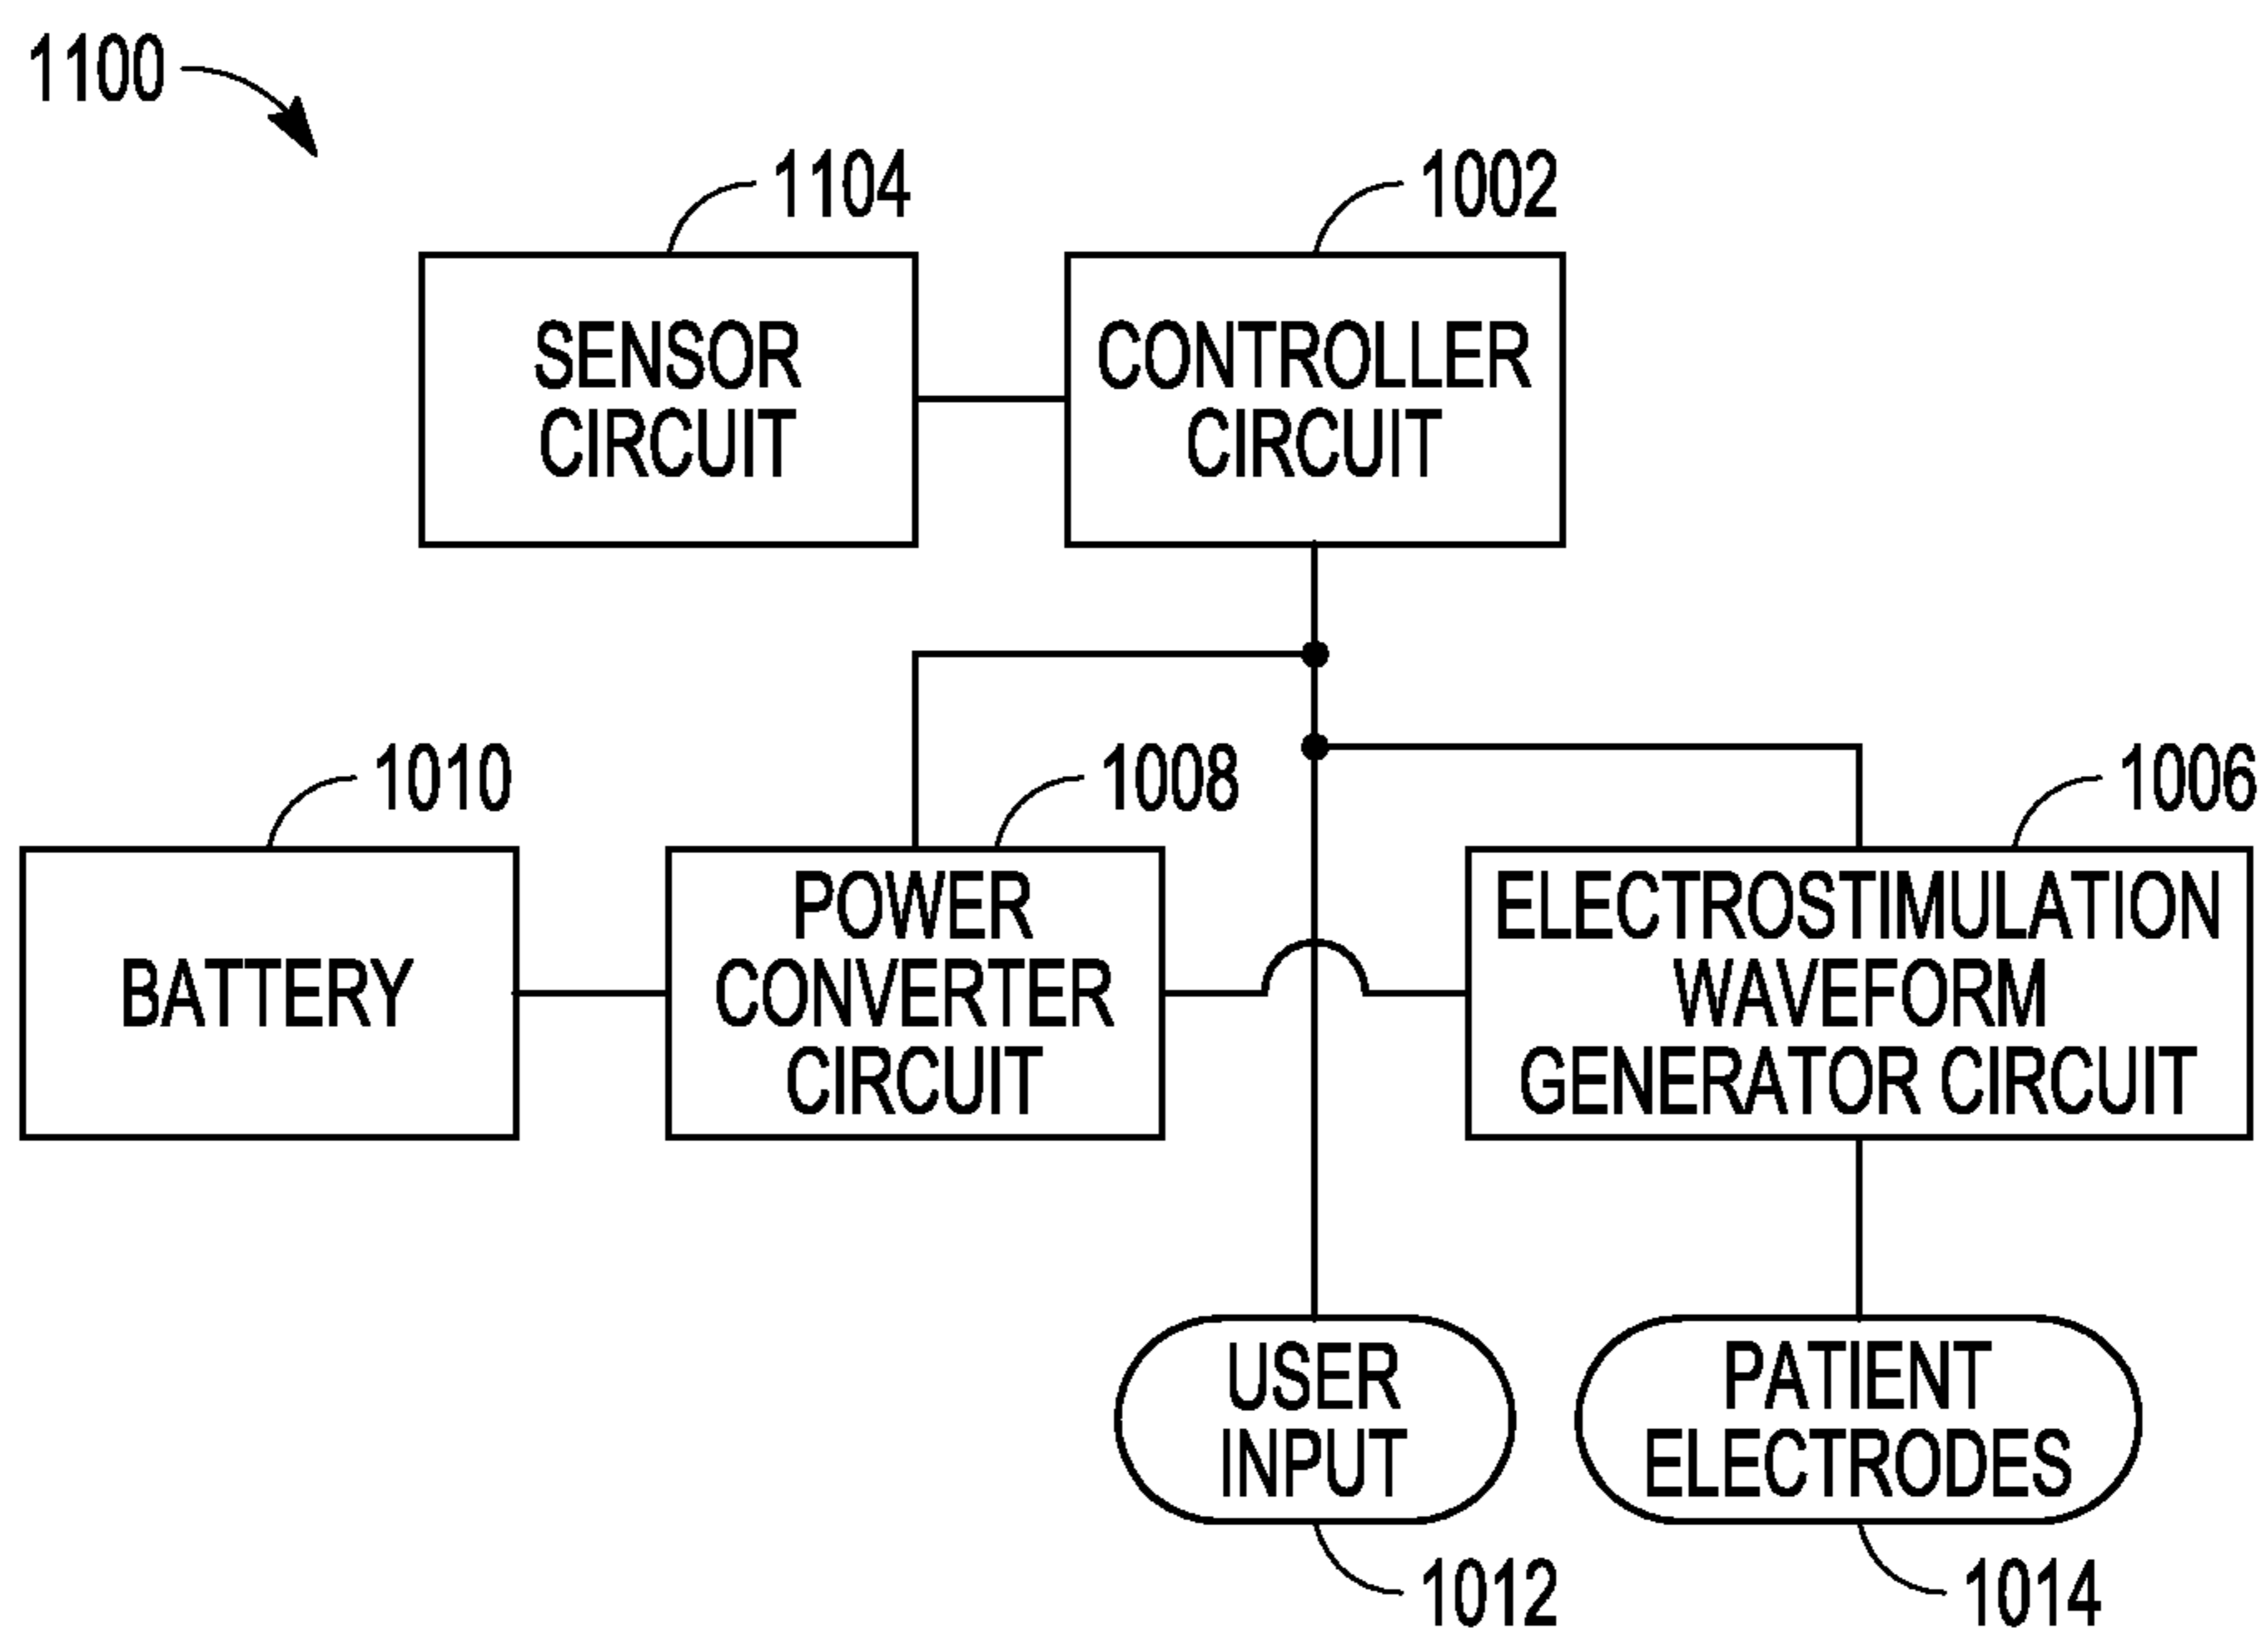 1100
1104
1002
SENSOR
CIRCUIT
CONTROLLER
CIRCUIT
1010
1008
1006
BATTERY
POWER
CONVERTER
CIRCUIT
ELECTROSTIMULATION
WAVEFORM
GENERATOR CIRCUIT
USER
INPUT
PATIENT
ELECTRODES
1012
1014